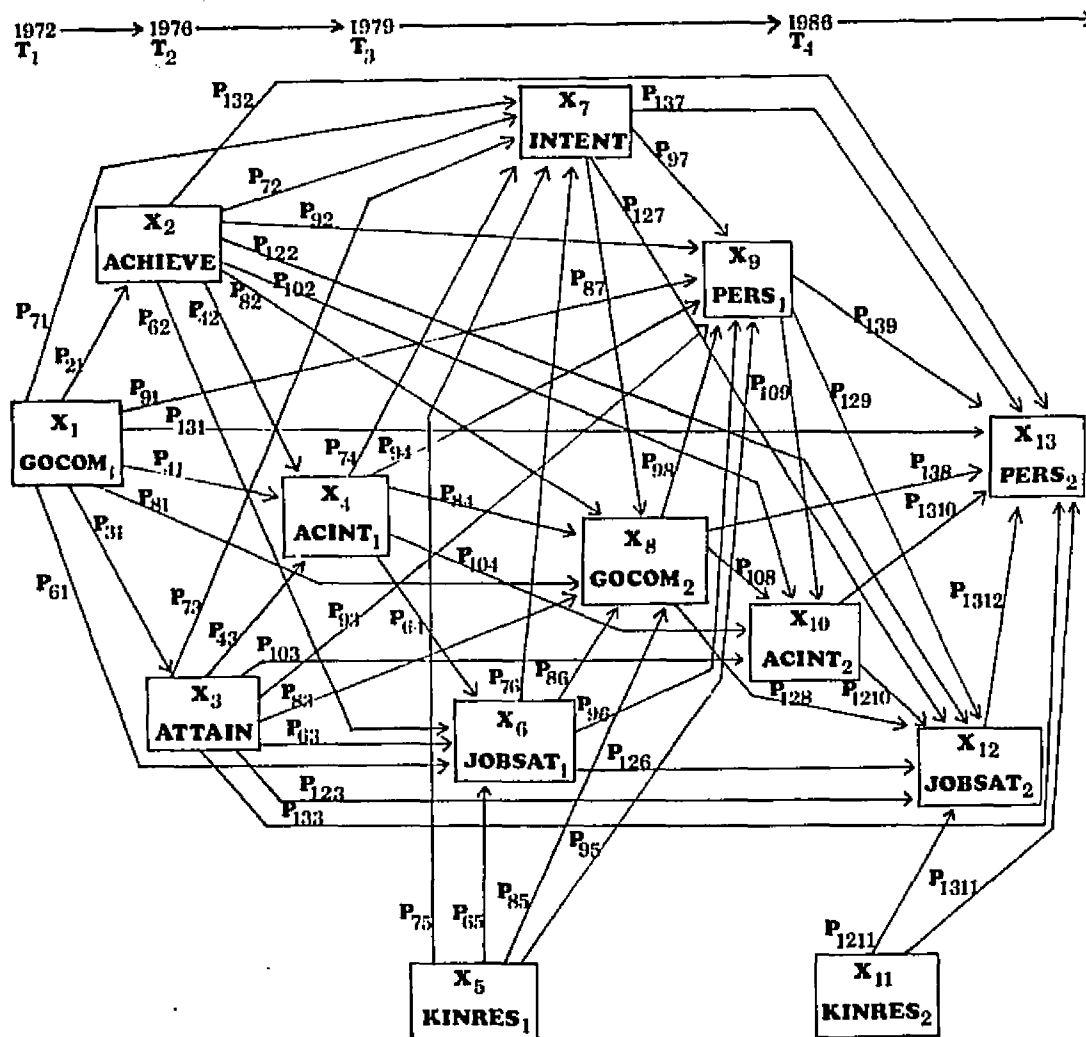 1972 1976 1979 1986
T1 T2 T3 T4
P132
X7
INTENT
P137
P97
P72
P92
P127
X2
ACHIEVE
P122
P102
P82
X9
PERS1
P87
P71
P62
P42
P139
P21
P91
P109
P129
X1
GOCOM1
P131
P41
P81
P74
P94
P98
X13
PERS2
P138
P1310
X4
ACINT1
P84
P31
P104
X8
GOCOM2
P108
P61
P73
P93
P64
X10
ACINT2
P1312
P43
P103
P76
P86
P128
P1210
X3
ATTAIN
P83
P63
X6
JOBSAT1
P96
P126
X12
JOBSAT2
P123
P133
P95
P75
P65
P85
P1311
P1211
X5
KINRES1
X11
KINRES2